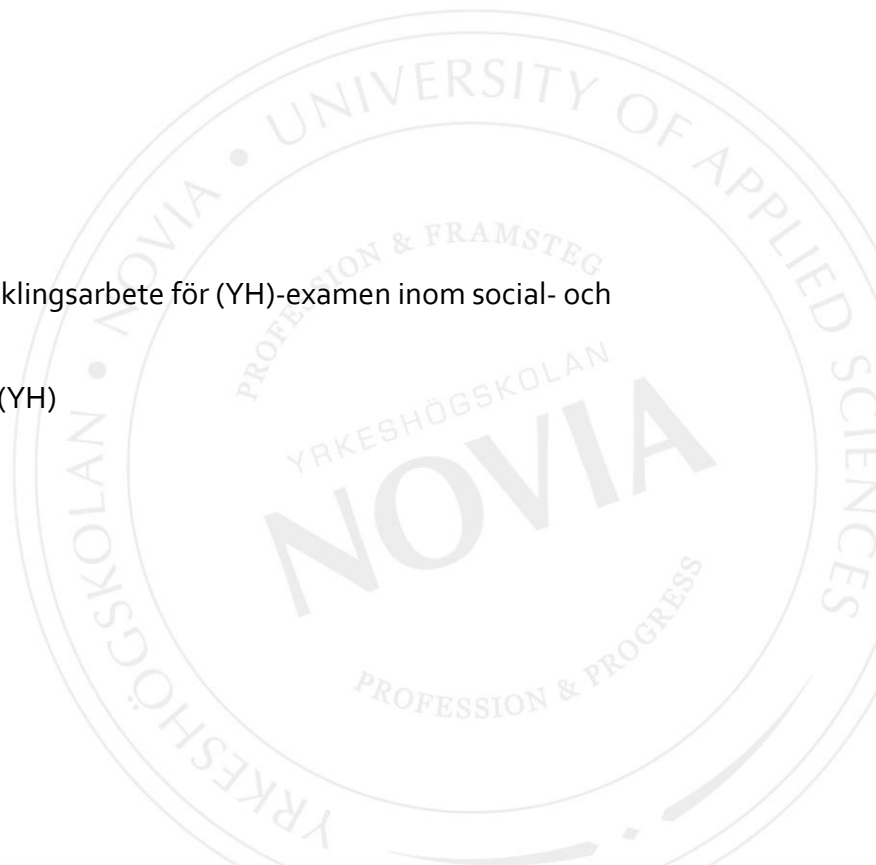 UNIVERSITY OF APPLIED SCIENCES
YRKESHÖGSKOLAN • NOVIA •
PROFESSION & FRAMSTEG
klingsarbete för (YH)-examen inom social- och
(YH)
YRKESHÖGSKOLAN
NOVIA
PROFESSION & PROGRESS